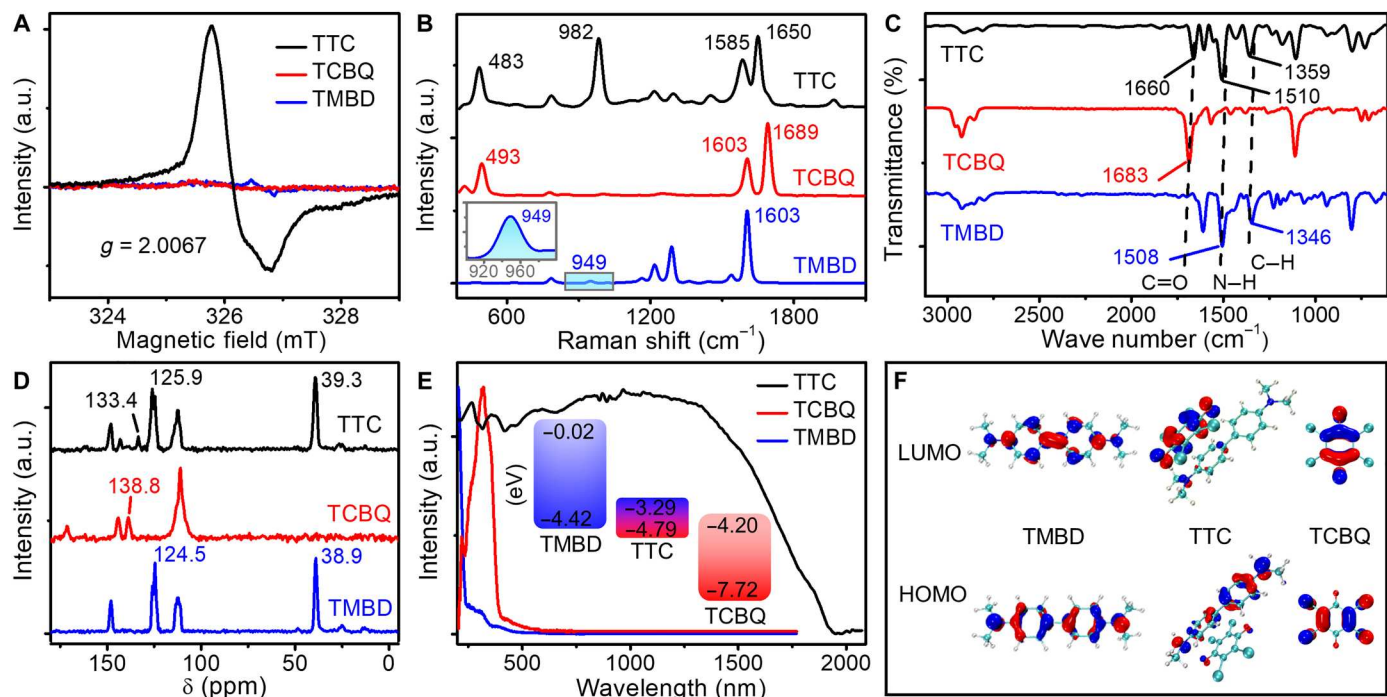 A
TTC
TCBQ
TMBD
g = 2.0067
Intensity (a.u.)
324
326
328
Magnetic field (mT)
B
982
1585
1650
483
TTC
1689
1603
493
TCBQ
949
1603
920
960
949
TMBD
Intensity (a.u.)
600
1200
1800
Raman shift (cm⁻¹)
C
TTC
1660
1359
1510
TCBQ
1683
TMBD
1508
1346
C=O
N–H
C–H
Transmittance (%)
3000
2500
2000
1500
1000
Wave number (cm⁻¹)
D
125.9
39.3
133.4
TTC
138.8
TCBQ
124.5
38.9
TMBD
Intensity (a.u.)
150
100
50
0
δ (ppm)
E
TTC
TCBQ
TMBD
(eV)
−0.02
−4.42
TMBD
−3.29
−4.79
TTC
−4.20
−7.72
TCBQ
Intensity (a.u.)
500
750
1000
1250
1500
1750
2000
Wavelength (nm)
F
LUMO
TMBD
TTC
TCBQ
HOMO